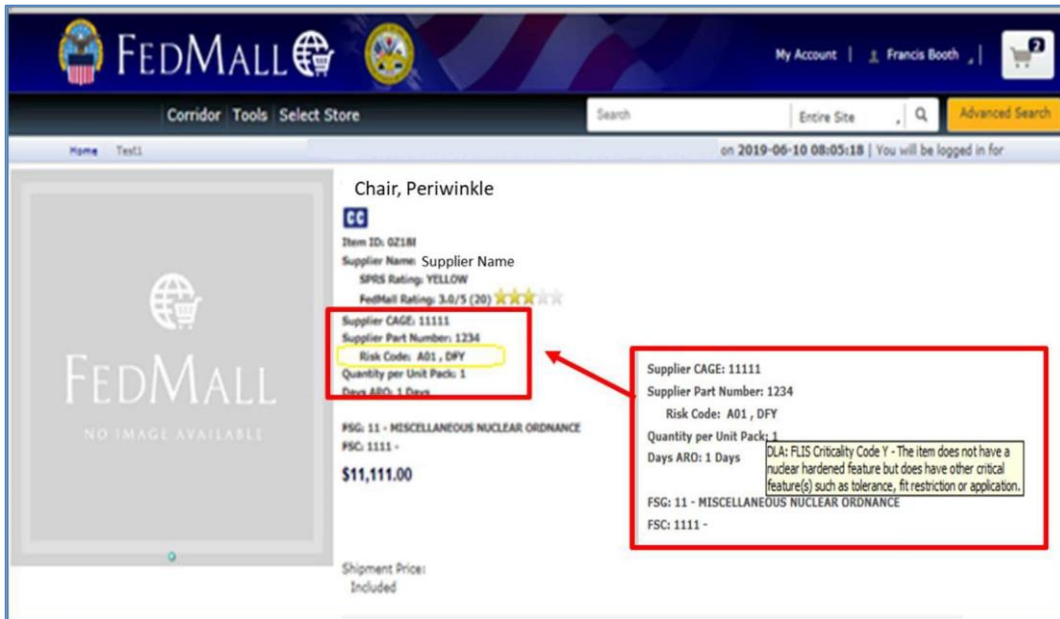 FEDMALL
My Account | Francis Booth |
2
Corridor Tools Select Store
Search
Entire Site
Advanced Search
Home Test1
on 2019-06-10 08:05:18 | You will be logged in for
Chair, Periwinkle
CC
Item ID: 0Z18I
Supplier Name: Supplier Name
SPRS Rating: YELLOW
FedMall Rating: 3.0/5 (20)
Supplier CAGE: 11111
Supplier Part Number: 1234
Risk Code: A01 , DFY
Quantity per Unit Pack: 1
Days ARO: 1 Days
FSG: 11 - MISCELLANEOUS NUCLEAR ORDNANCE
FSC: 1111 -
$11,111.00
Shipment Price:
Included
FEDMALL
NO IMAGE AVAILABLE
Supplier CAGE: 11111
Supplier Part Number: 1234
Risk Code: A01 , DFY
Quantity per Unit Pack: 1
Days ARO: 1 Days
DLA: FLIS Criticality Code Y - The item does not have a
nuclear hardened feature but does have other critical
feature(s) such as tolerance, fit restriction or application.
FSG: 11 - MISCELLANEOUS NUCLEAR ORDNANCE
FSC: 1111 -